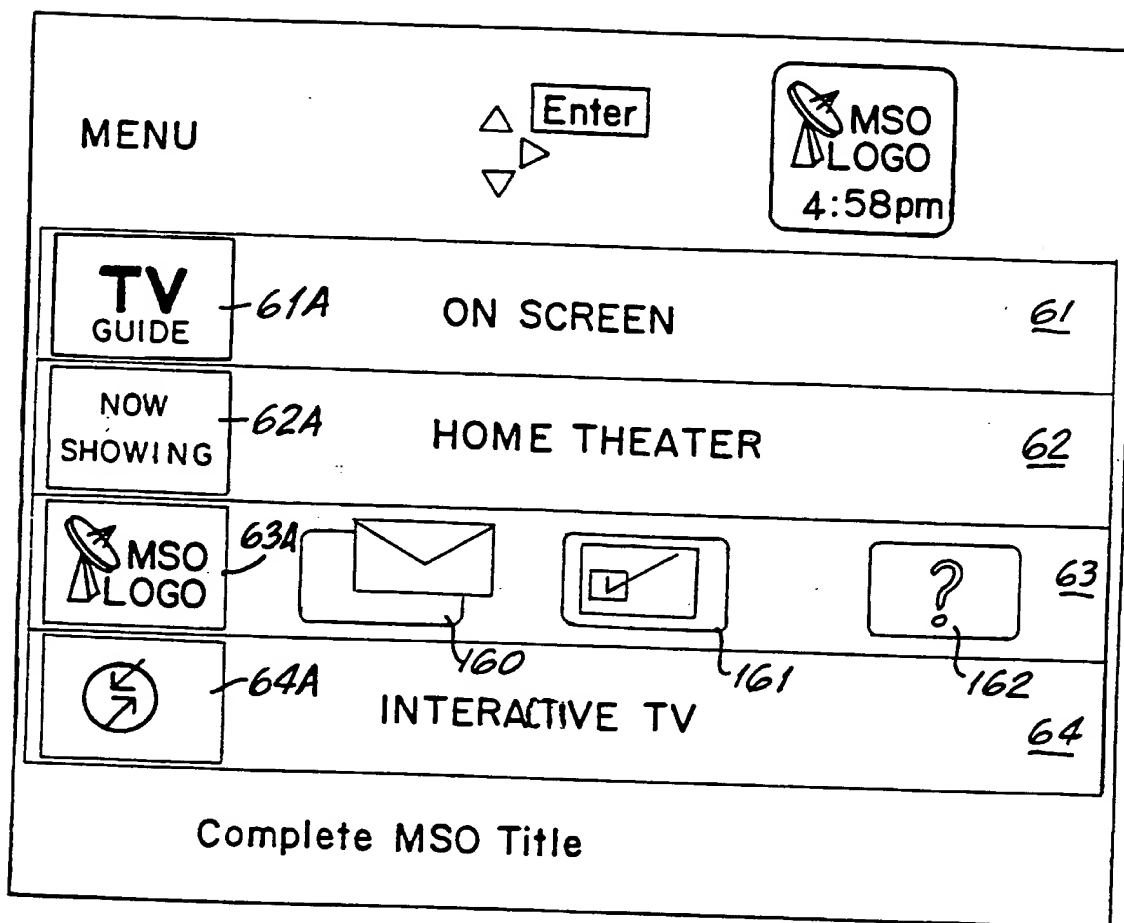 MENU
Enter
MSO
LOGO
4:58pm
TV
GUIDE
61A
ON SCREEN
61
NOW
SHOWING
62A
HOME THEATER
62
MSO
LOGO
63A
?
63
160
161
162
64A
INTERACTIVE TV
64
Complete MSO Title